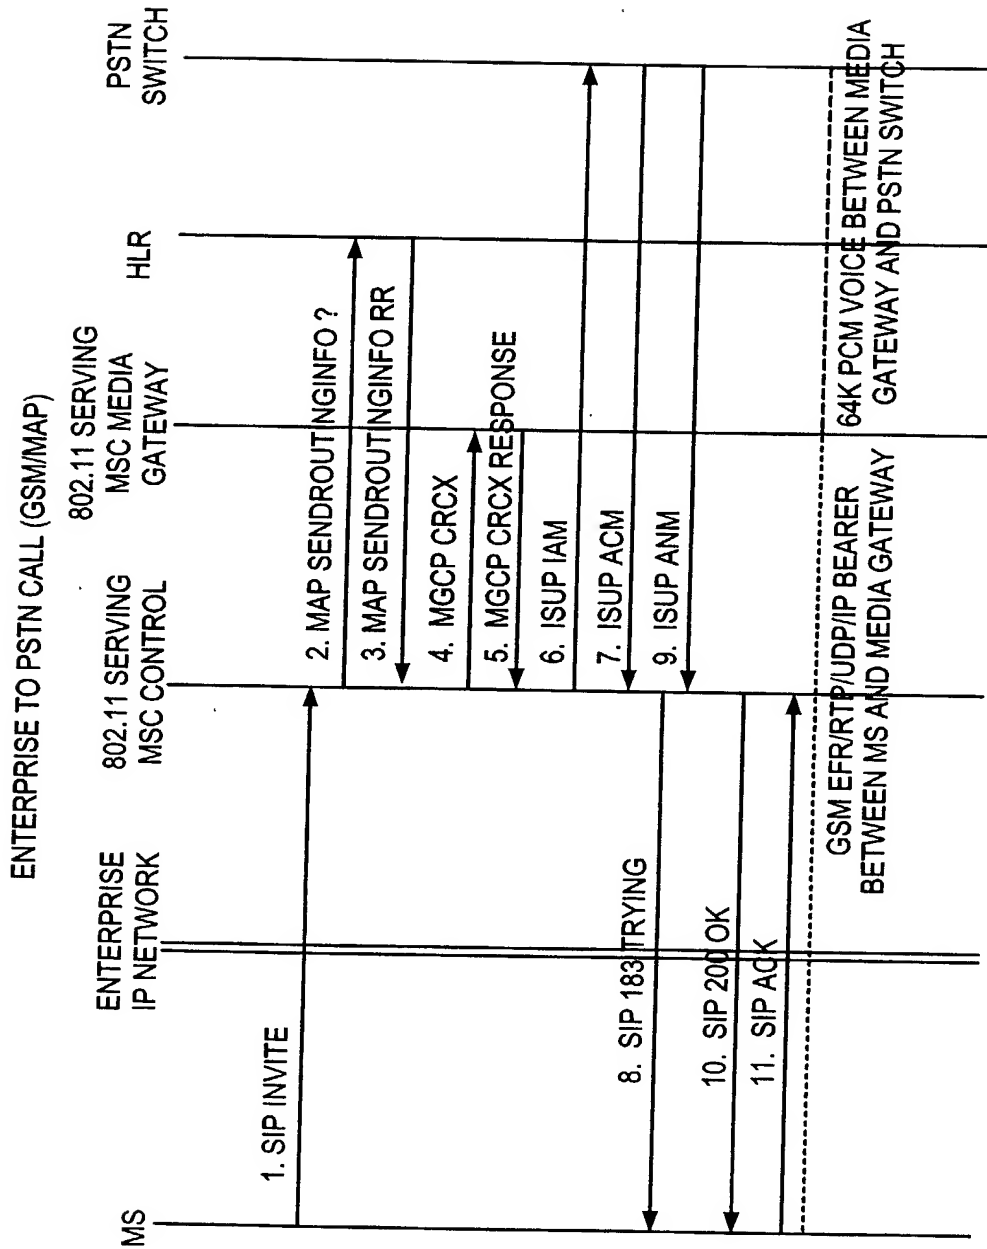 ENTERPRISE TO PSTN CALL (GSM/MAP)
MS
ENTERPRISE
IP NETWORK
802.11 SERVING
MSC CONTROL
802.11 SERVING
MSC MEDIA
GATEWAY
HLR
PSTN
SWITCH
1. SIP INVITE
2. MAP SENDROUTINGINFO ?
3. MAP SENDROUTINGINFO RR
4. MGCP CRCX
5. MGCP CRCX RESPONSE
6. ISUP IAM
7. ISUP ACM
8. SIP 183 TRYING
9. ISUP ANM
10. SIP 200 OK
11. SIP ACK
GSM EFR/RTP/UDP/IP BEARER
BETWEEN MS AND MEDIA GATEWAY
64K PCM VOICE BETWEEN MEDIA
GATEWAY AND PSTN SWITCH